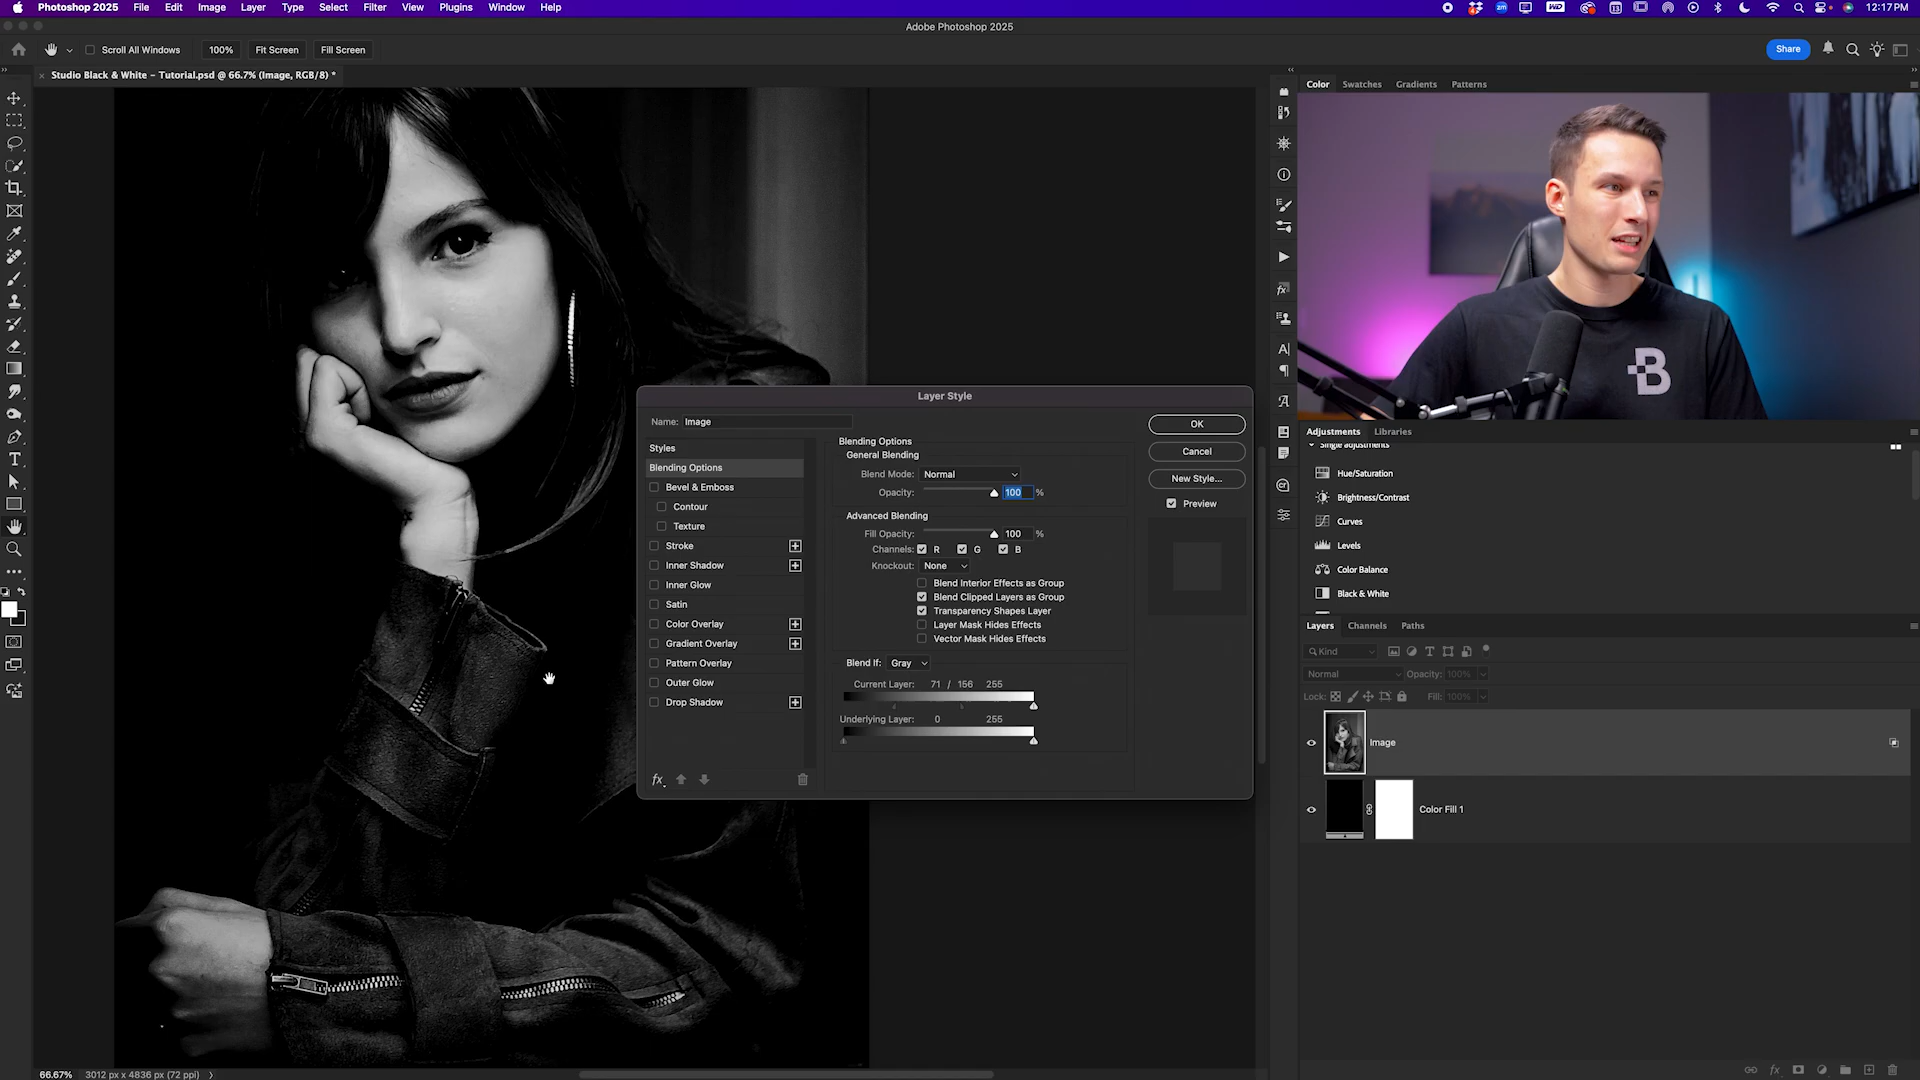 Photoshop 2025 File Edit Image Layer Type Select Filter View Plugins Window Help
12:17 PM
Adobe Photoshop 2025
Scroll All Windows 100% Fit Screen Fill Screen
Share
× Studio Black & White – Tutorial.psd @ 66.7% (Image, RGB/8) *
Color Swatches Gradients Patterns
B
Layer Style
Name: Image
OK
Cancel
New Style...
Preview
Styles
Blending Options
Bevel & Emboss
Contour
Texture
Stroke
Inner Shadow
Inner Glow
Satin
Color Overlay
Gradient Overlay
Pattern Overlay
Outer Glow
Drop Shadow
fx
Blending Options
General Blending
Blend Mode: Normal
Opacity: 100 %
Advanced Blending
Fill Opacity: 100 %
Channels: R G B
Knockout: None
Blend Interior Effects as Group
Blend Clipped Layers as Group
Transparency Shapes Layer
Layer Mask Hides Effects
Vector Mask Hides Effects
Blend If: Gray
Current Layer: 71 / 156 255
Underlying Layer: 0 255
Adjustments Libraries
Single adjustments
Hue/Saturation
Brightness/Contrast
Curves
Levels
Color Balance
Black & White
Layers Channels Paths
Kind
Normal Opacity: 100%
Lock: Fill: 100%
Image
Color Fill 1
66.67% 3012 px x 4836 px (72 ppi)